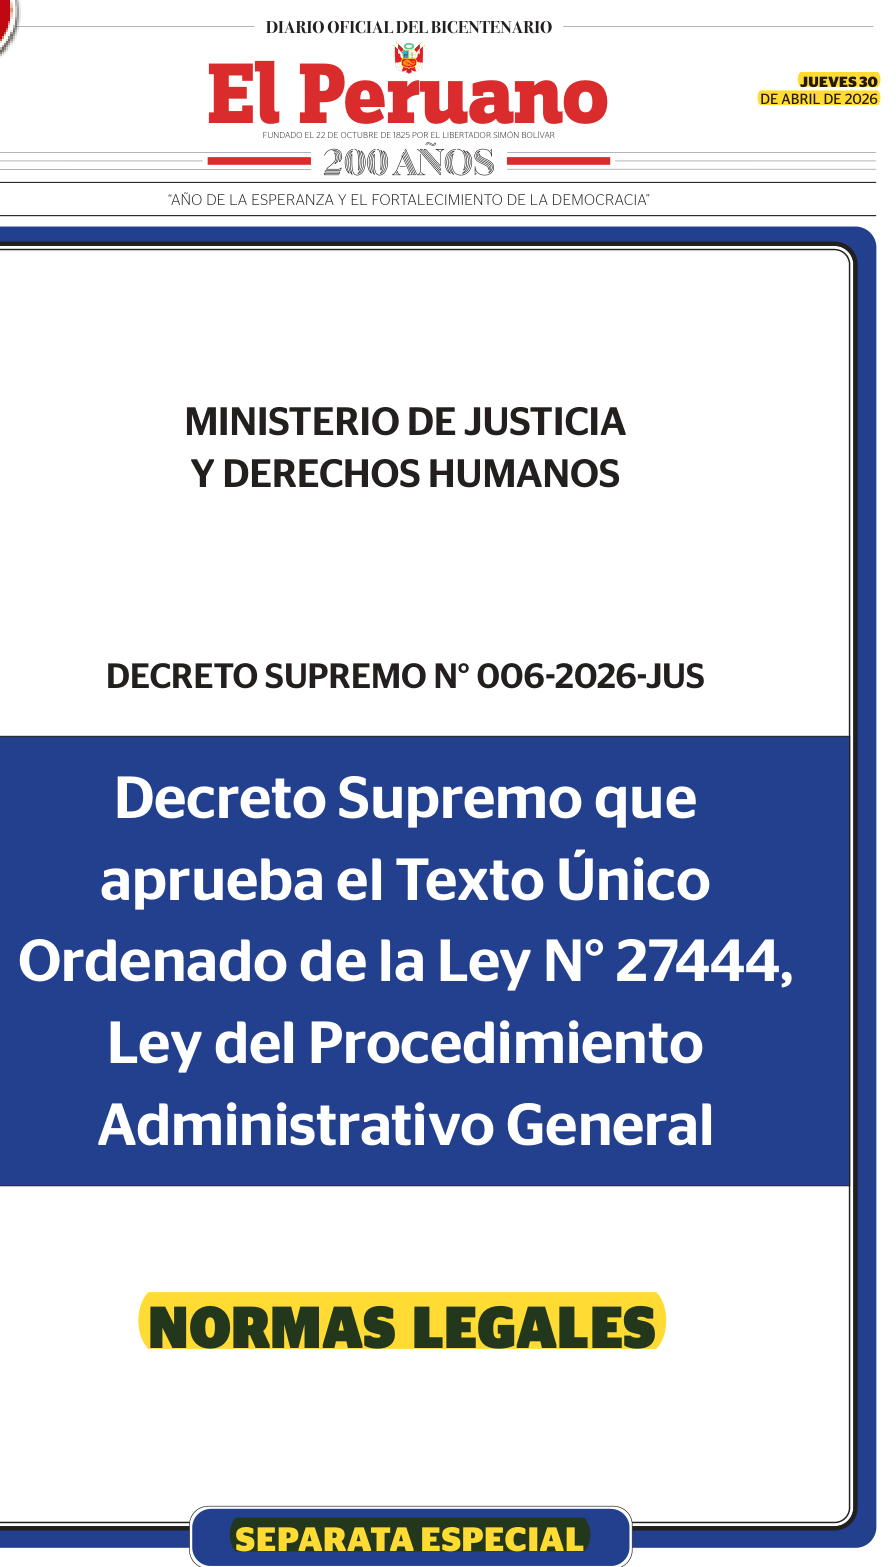 DIARIO OFICIAL DEL BICENTENARIO
El Peruano
FUNDADO EL 22 DE OCTUBRE DE 1825 POR EL LIBERTADOR SIMÓN BOLÍVAR
200 AÑOS
JUEVES 30
DE ABRIL DE 2026
“AÑO DE LA ESPERANZA Y EL FORTALECIMIENTO DE LA DEMOCRACIA”
MINISTERIO DE JUSTICIA
Y DERECHOS HUMANOS
DECRETO SUPREMO N° 006-2026-JUS
Decreto Supremo que
aprueba el Texto Único
Ordenado de la Ley N° 27444,
Ley del Procedimiento
Administrativo General
NORMAS LEGALES
SEPARATA ESPECIAL